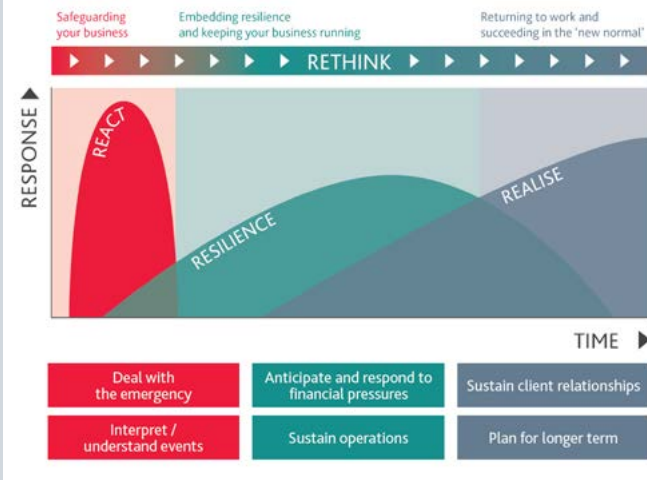 Safeguarding
your business
Embedding resilience
and keeping your business running
Returning to work and
succeeding in the 'new normal'
RETHINK
RESPONSE
REACT
RESILIENCE
REALISE
TIME
Deal with
the emergency
Anticipate and respond to
financial pressures
Sustain client relationships
Interpret /
understand events
Sustain operations
Plan for longer term